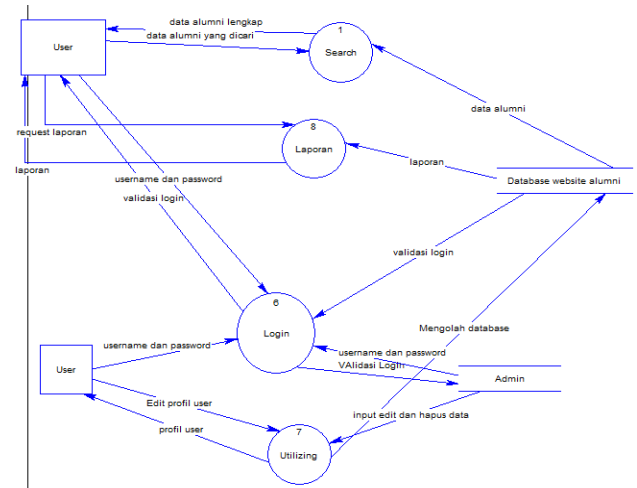 data alumni lengkap
data alumni yang dicari
User
1
Search
data alumni
request laporan
8
Laporan
laporan
laporan
username dan password
validasi login
Database website alumni
validasi login
6
Login
Mengolah database
username dan password
username dan password
VAlidasi Login
User
Admin
Edit profil user
input edit dan hapus data
profil user
7
Utilizing